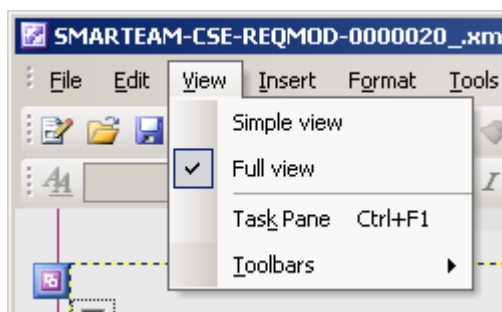 SMARTEAM-CSE-REQMOD-0000020_.xm
File Edit View Insert Format Tools
Simple view
Full view
Task Pane Ctrl+F1
Toolbars